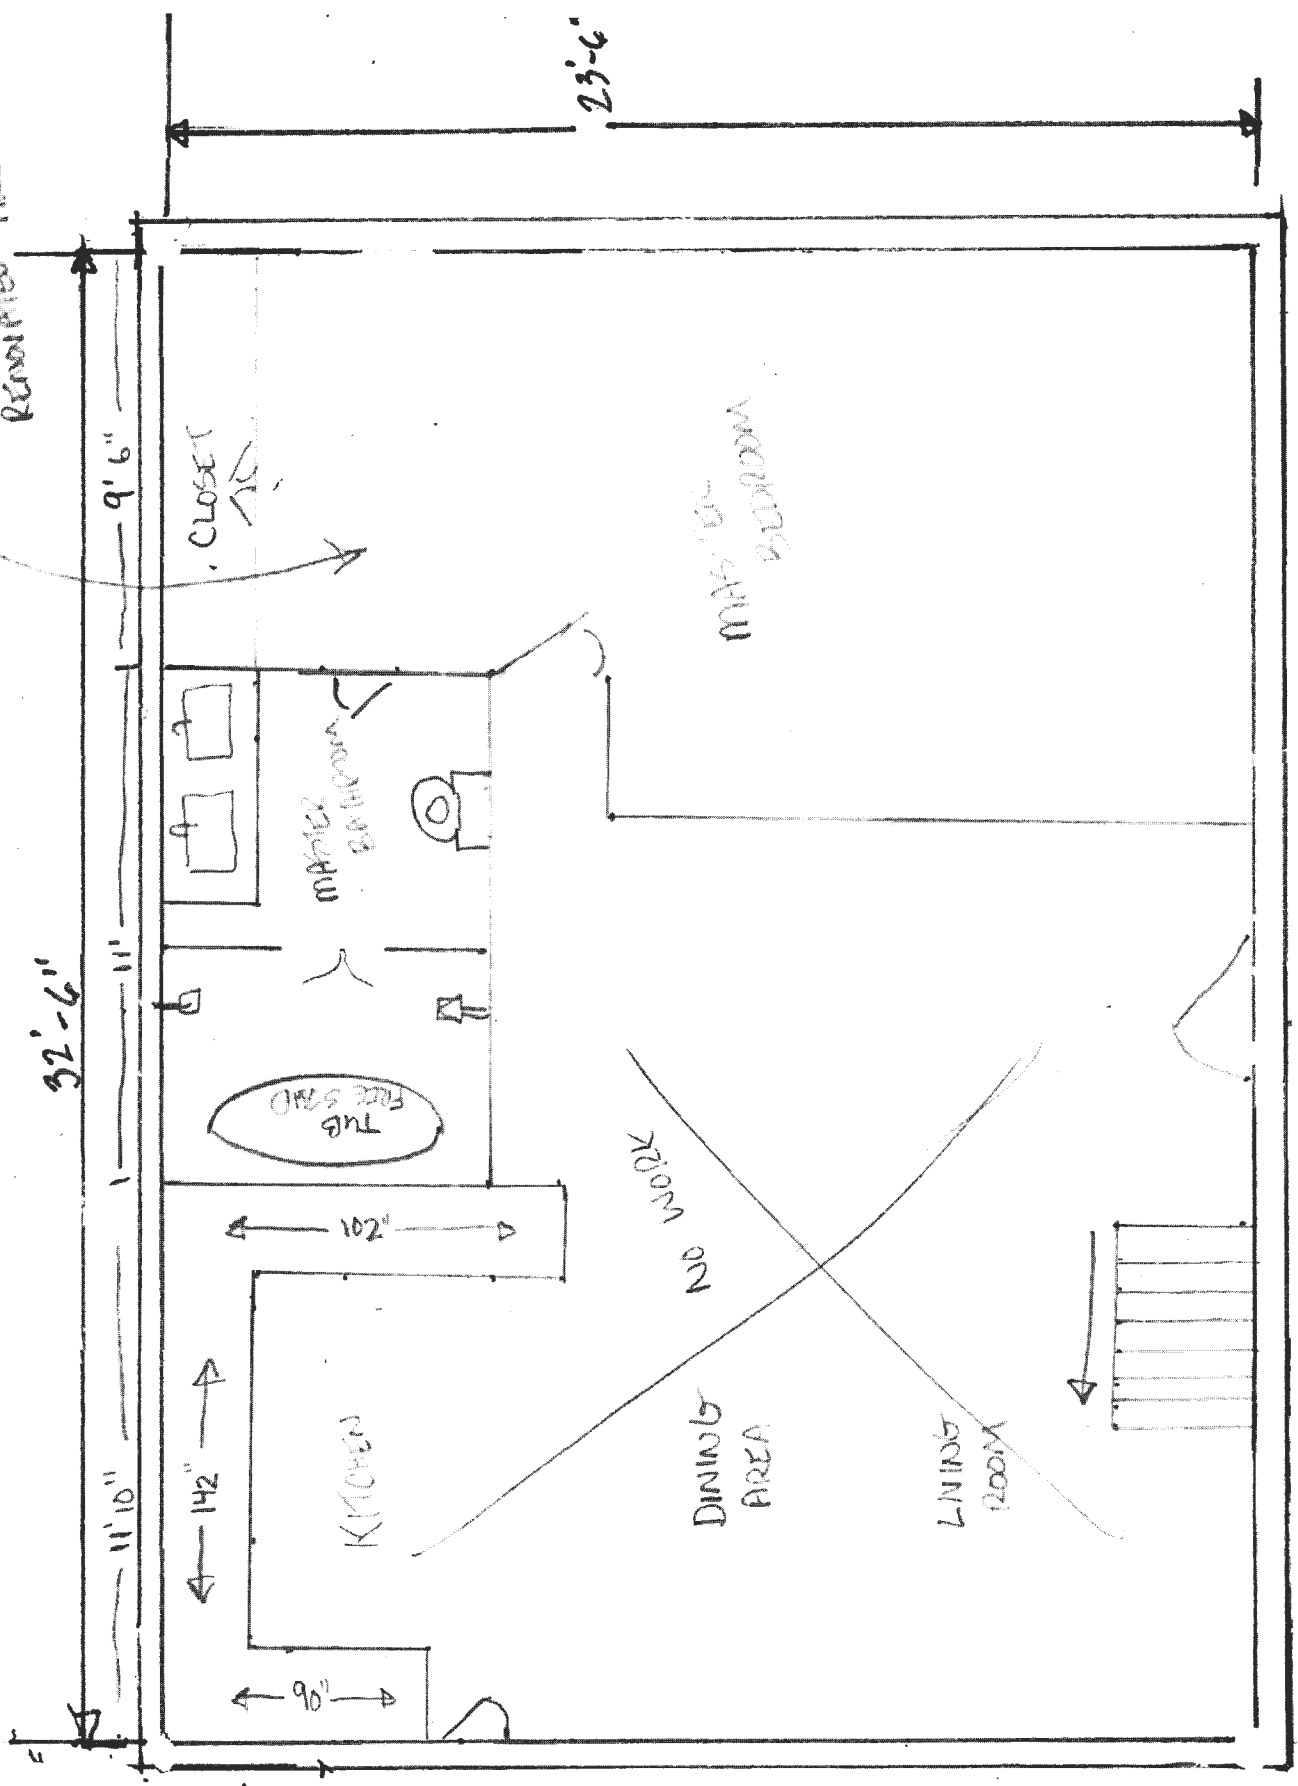 23'-6"
32'-6"
11' 10"
11'
9' 6"
CLOSET
MASTER
BATHROOM
MASTER
BEDROOM
TUB
FREE STAND
102"
142"
90"
KITCHEN
NO WORK
DINING
AREA
LIVING
ROOM